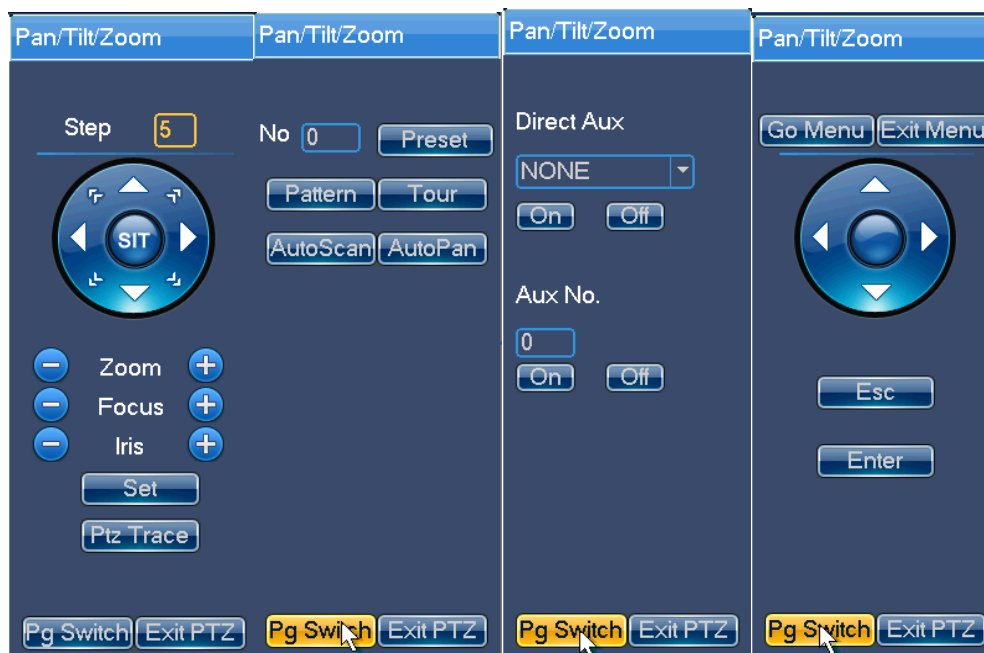 Pan/Tilt/Zoom
Step 5
SIT
Zoom
Focus
Iris
Set
Ptz Trace
Pg Switch Exit PTZ
Pan/Tilt/Zoom
No 0 Preset
Pattern Tour
AutoScan AutoPan
Pg Switch Exit PTZ
Pan/Tilt/Zoom
Direct Aux
NONE
On Off
Aux No.
0
On Off
Pg Switch Exit PTZ
Pan/Tilt/Zoom
Go Menu Exit Menu
Esc
Enter
Pg Switch Exit PTZ